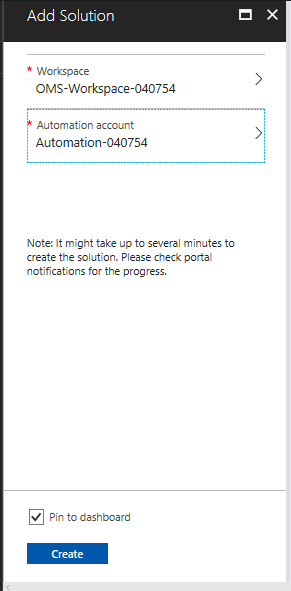 Add Solution
* Workspace
OMS-Workspace-040754
* Automation account
Automation-040754
Note: It might take up to several minutes to
create the solution. Please check portal
notifications for the progress.
Pin to dashboard
Create